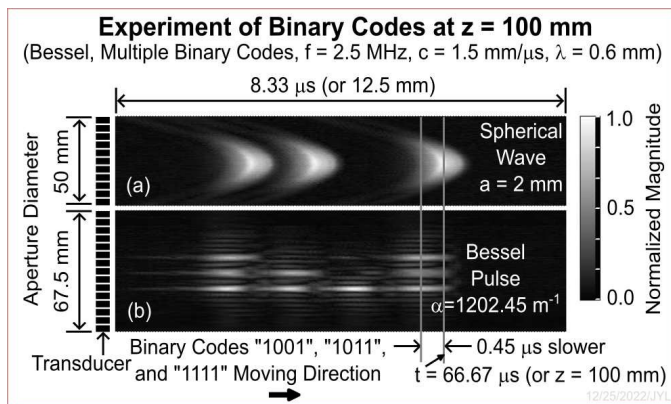 Experiment of Binary Codes at z = 100 mm
(Bessel, Multiple Binary Codes, f = 2.5 MHz, c = 1.5 mm/μs, λ = 0.6 mm)
8.33 μs (or 12.5 mm)
Aperture Diameter
50 mm
67.5 mm
(a)
Spherical
Wave
a = 2 mm
(b)
Bessel
Pulse
α=1202.45 m⁻¹
1.0
0.5
0.0
Normalized Magnitude
Transducer
Binary Codes "1001", "1011",
and "1111" Moving Direction
0.45 μs slower
t = 66.67 μs (or z = 100 mm)
12/25/2022/JYL